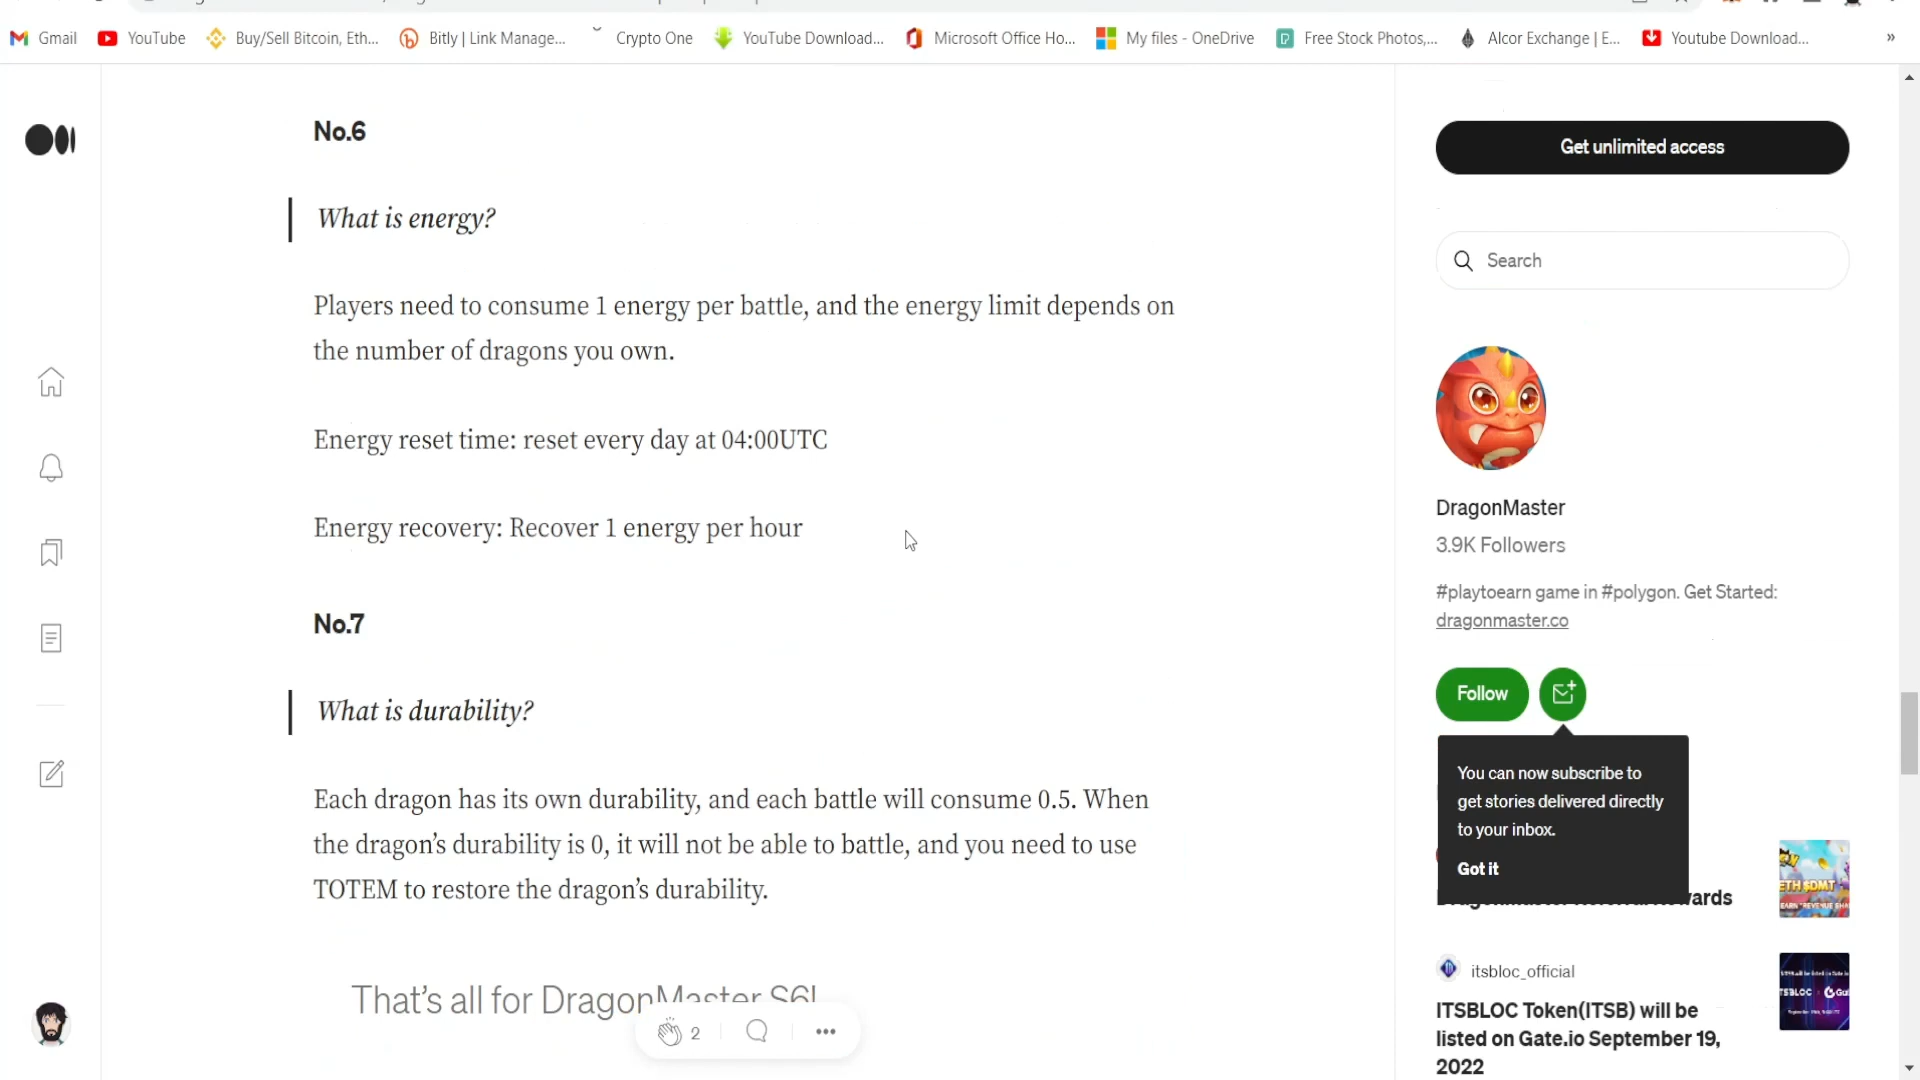 Gmail
YouTube
Buy/Sell Bitcoin, Eth...
Bitly | Link Manage...
Crypto One
YouTube Download...
Microsoft Office Ho...
My files - OneDrive
Free Stock Photos,...
Alcor Exchange | E...
Youtube Download...
»
No.6
What is energy?
Players need to consume 1 energy per battle, and the energy limit depends on
the number of dragons you own.
Energy reset time: reset every day at 04:00UTC
Energy recovery: Recover 1 energy per hour
No.7
What is durability?
Each dragon has its own durability, and each battle will consume 0.5. When
the dragon's durability is 0, it will not be able to battle, and you need to use
TOTEM to restore the dragon's durability.
That's all for DragonMaster S6!
2
Get unlimited access
Search
DragonMaster
3.9K Followers
#playtoearn game in #polygon. Get Started:
dragonmaster.co
Follow
You can now subscribe to
get stories delivered directly
to your inbox.
Got it
itsbloc_official
ITSBLOC Token(ITSB) will be
listed on Gate.io September 19,
2022